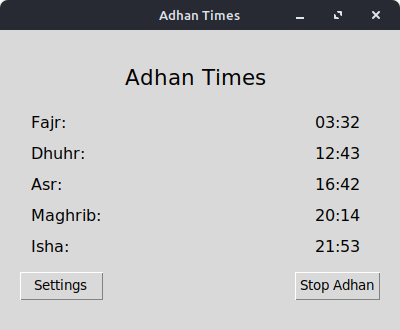 Adhan Times
Adhan Times
Fajr: 03:32
Dhuhr: 12:43
Asr: 16:42
Maghrib: 20:14
Isha: 21:53
Settings Stop Adhan